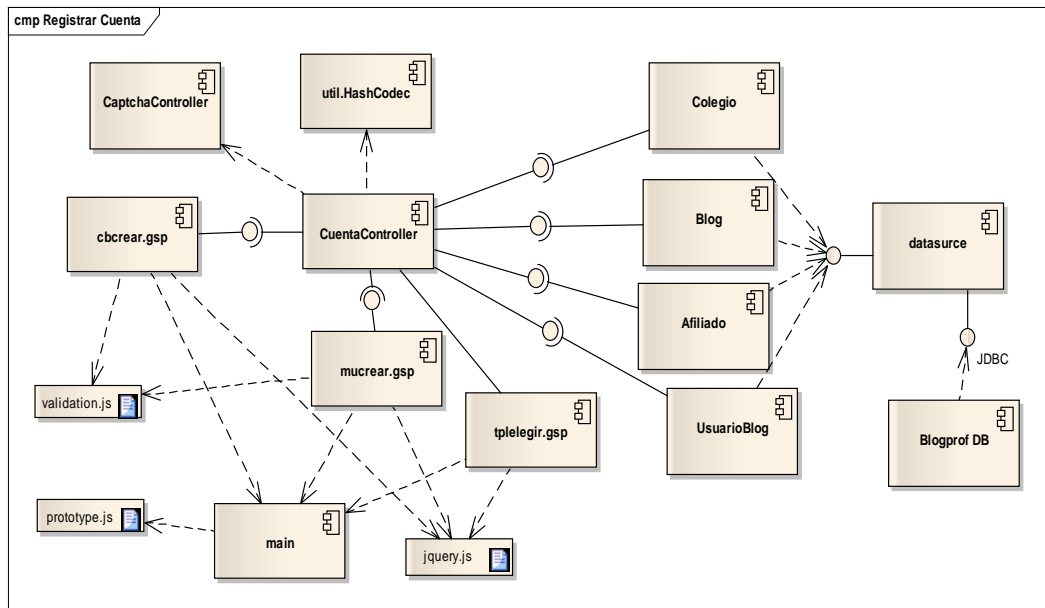 cmp Registrar Cuenta
CaptchaController
util.HashCodec
Colegio
cbcrear.gsp
CuentaController
Blog
datasurce
Afiliado
JDBC
mucrear.gsp
validation.js
tplelegir.gsp
UsuarioBlog
Blogprof DB
prototype.js
main
jquery.js